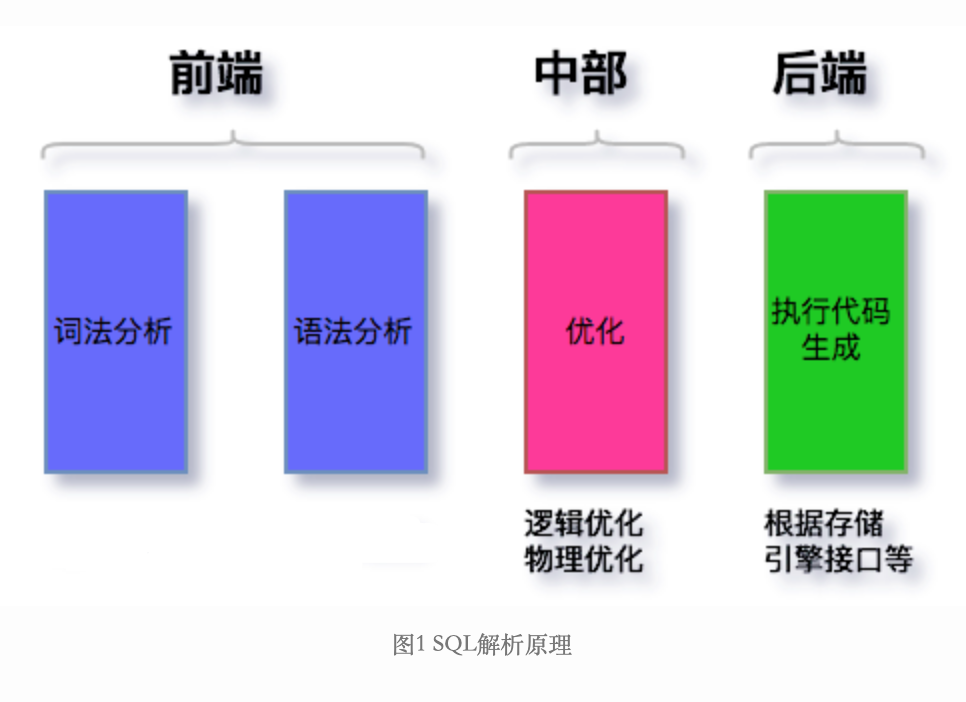 前端
中部
后端
词法分析
语法分析
优化
执行代码
生成
逻辑优化
物理优化
根据存储
引擎接口等
图1 SQL解析原理